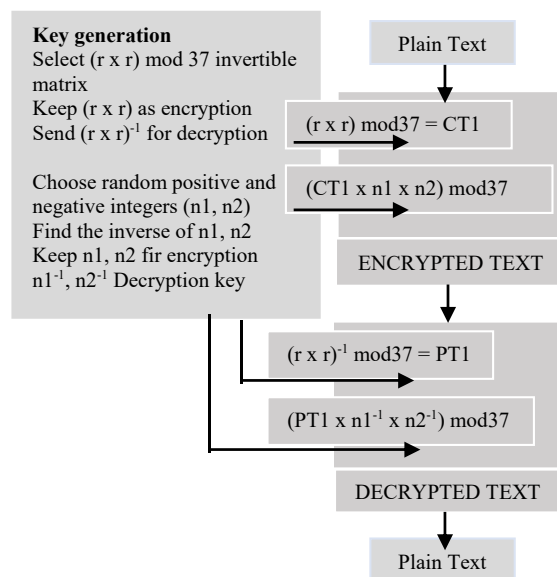 Key generation
Select (r x r) mod 37 invertible
matrix
Keep (r x r) as encryption
Send (r x r)⁻¹ for decryption
Choose random positive and
negative integers (n1, n2)
Find the inverse of n1, n2
Keep n1, n2 fir encryption
n1⁻¹, n2⁻¹ Decryption key
Plain Text
(r x r) mod37 = CT1
(CT1 x n1 x n2) mod37
ENCRYPTED TEXT
(r x r)⁻¹ mod37 = PT1
(PT1 x n1⁻¹ x n2⁻¹) mod37
DECRYPTED TEXT
Plain Text